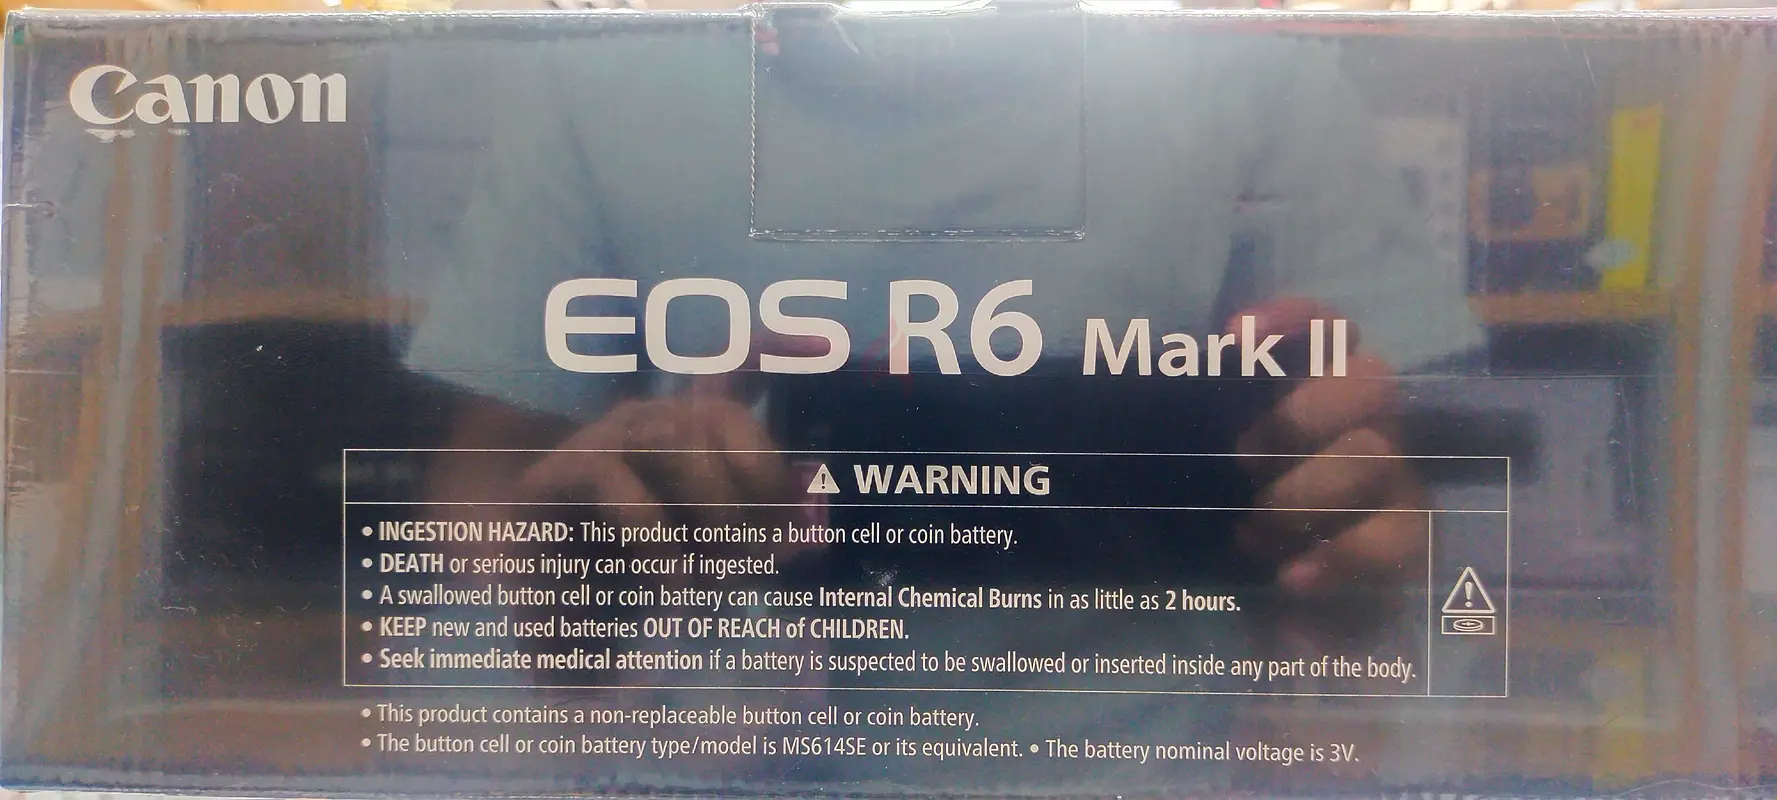 Canon
EOS R6 Mark II
⚠ WARNING
• INGESTION HAZARD: This product contains a button cell or coin battery.
• DEATH or serious injury can occur if ingested.
• A swallowed button cell or coin battery can cause Internal Chemical Burns in as little as 2 hours.
• KEEP new and used batteries OUT OF REACH of CHILDREN.
• Seek immediate medical attention if a battery is suspected to be swallowed or inserted inside any part of the body.
• This product contains a non-replaceable button cell or coin battery.
• The button cell or coin battery type/model is MS614SE or its equivalent. • The battery nominal voltage is 3V.